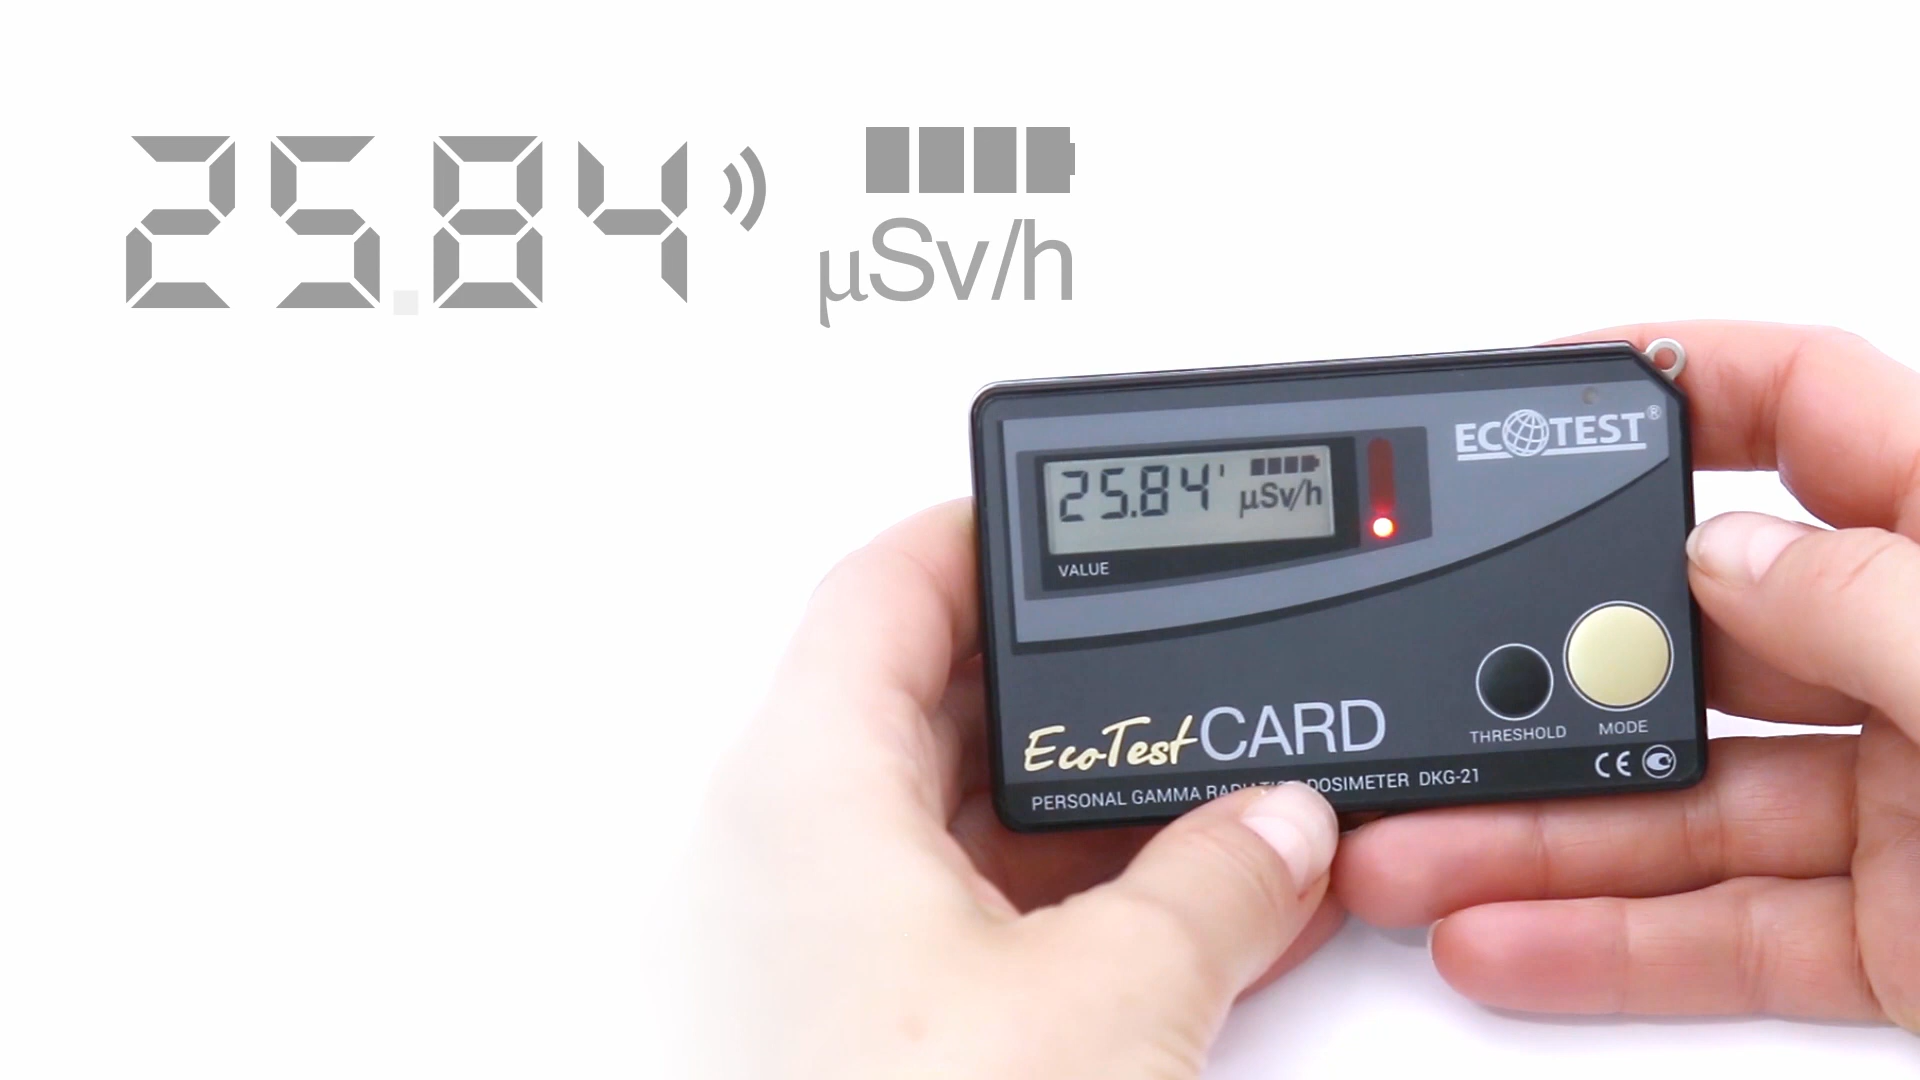 25.84
µSv/h
ECOTEST®
25.84
µSv/h
VALUE
THRESHOLD
MODE
EcoTest CARD
CE
PERSONAL GAMMA DOSIMETER DKG-21